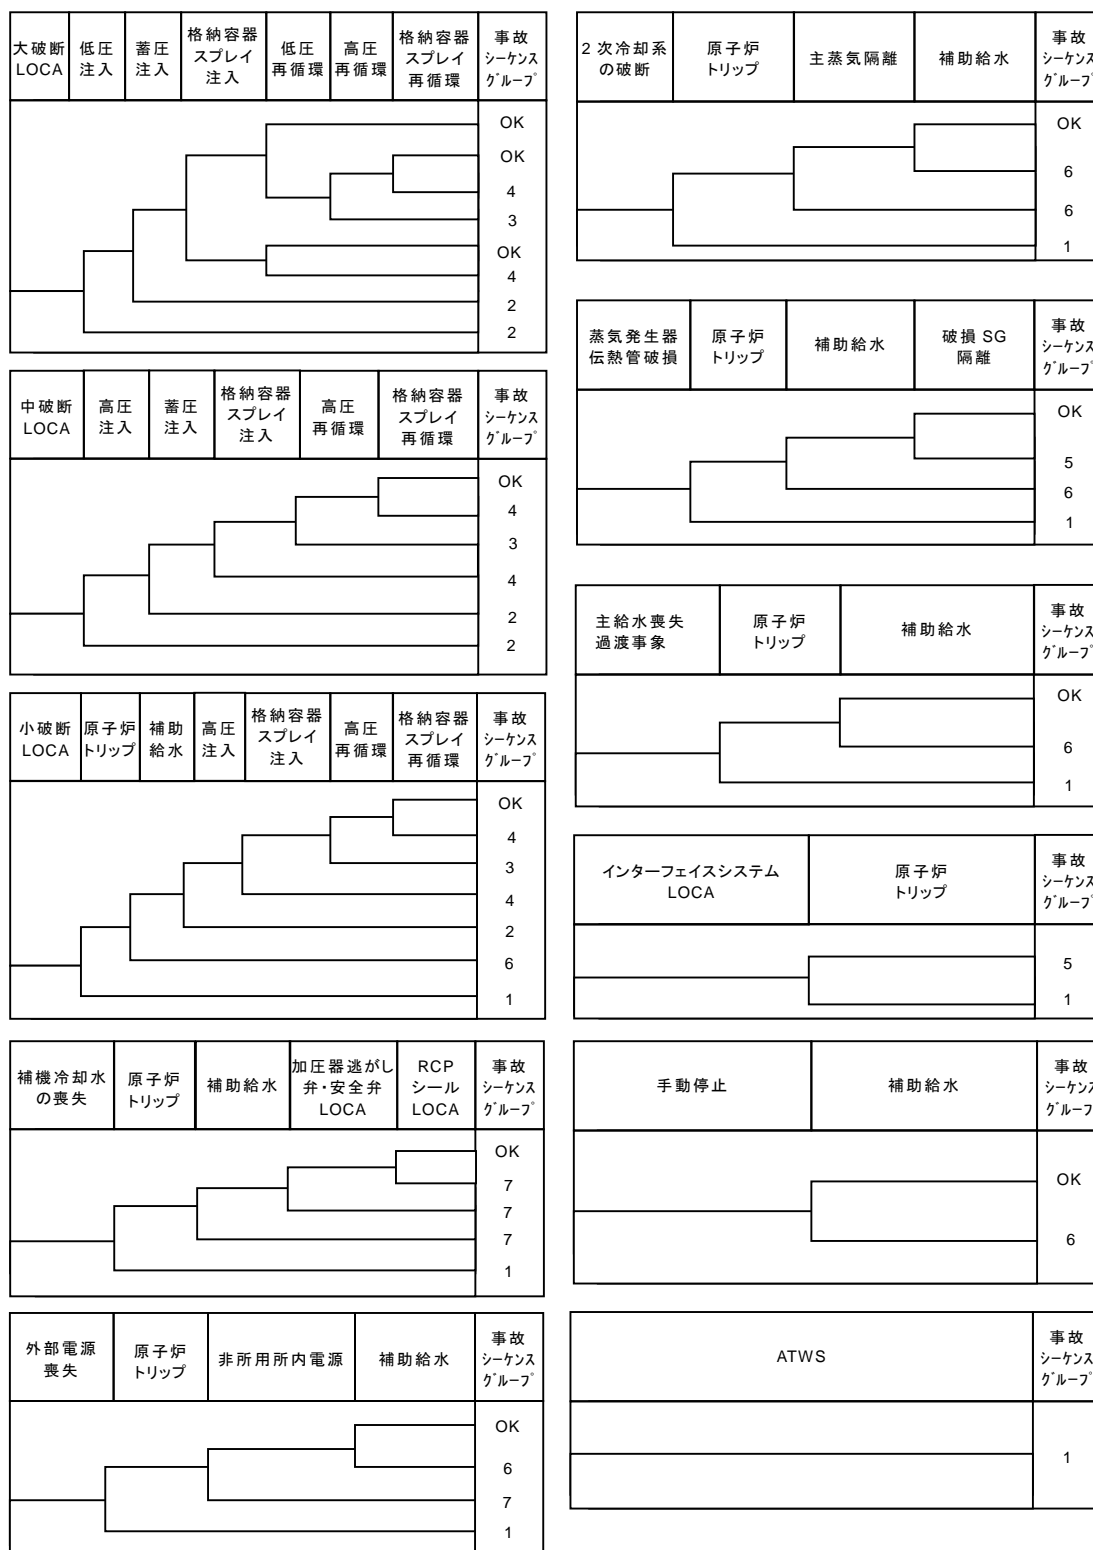 大破断
LOCA
低圧
注入
蓄圧
注入
格納容器
スプレイ
注入
低圧
再循環
高圧
再循環
格納容器
スプレイ
再循環
事故
シーケンス
グループ
OK
OK
4
3
OK
4
2
2
中破断
LOCA
高圧
注入
蓄圧
注入
格納容器
スプレイ
注入
高圧
再循環
格納容器
スプレイ
再循環
事故
シーケンス
グループ
OK
4
3
4
2
2
小破断
LOCA
原子炉
トリップ
補助
給水
高圧
注入
格納容器
スプレイ
注入
高圧
再循環
格納容器
スプレイ
再循環
事故
シーケンス
グループ
OK
4
3
4
2
6
1
補機冷却水
の喪失
原子炉
トリップ
補助給水
加圧器逃がし
弁・安全弁
LOCA
RCP
シール
LOCA
事故
シーケンス
グループ
OK
7
7
7
1
外部電源
喪失
原子炉
トリップ
非所用所内電源
補助給水
事故
シーケンス
グループ
OK
6
7
1
2次冷却系
の破断
原子炉
トリップ
主蒸気隔離
補助給水
事故
シーケンス
グループ
OK
6
6
1
蒸気発生器
伝熱管破損
原子炉
トリップ
補助給水
破損 SG
隔離
事故
シーケンス
グループ
OK
5
6
1
主給水喪失
過渡事象
原子炉
トリップ
補助給水
事故
シーケンス
グループ
OK
6
1
インターフェイスシステム
LOCA
原子炉
トリップ
事故
シーケンス
グループ
5
1
手動停止
補助給水
事故
シーケンス
グループ
OK
6
ATWS
事故
シーケンス
グループ
1